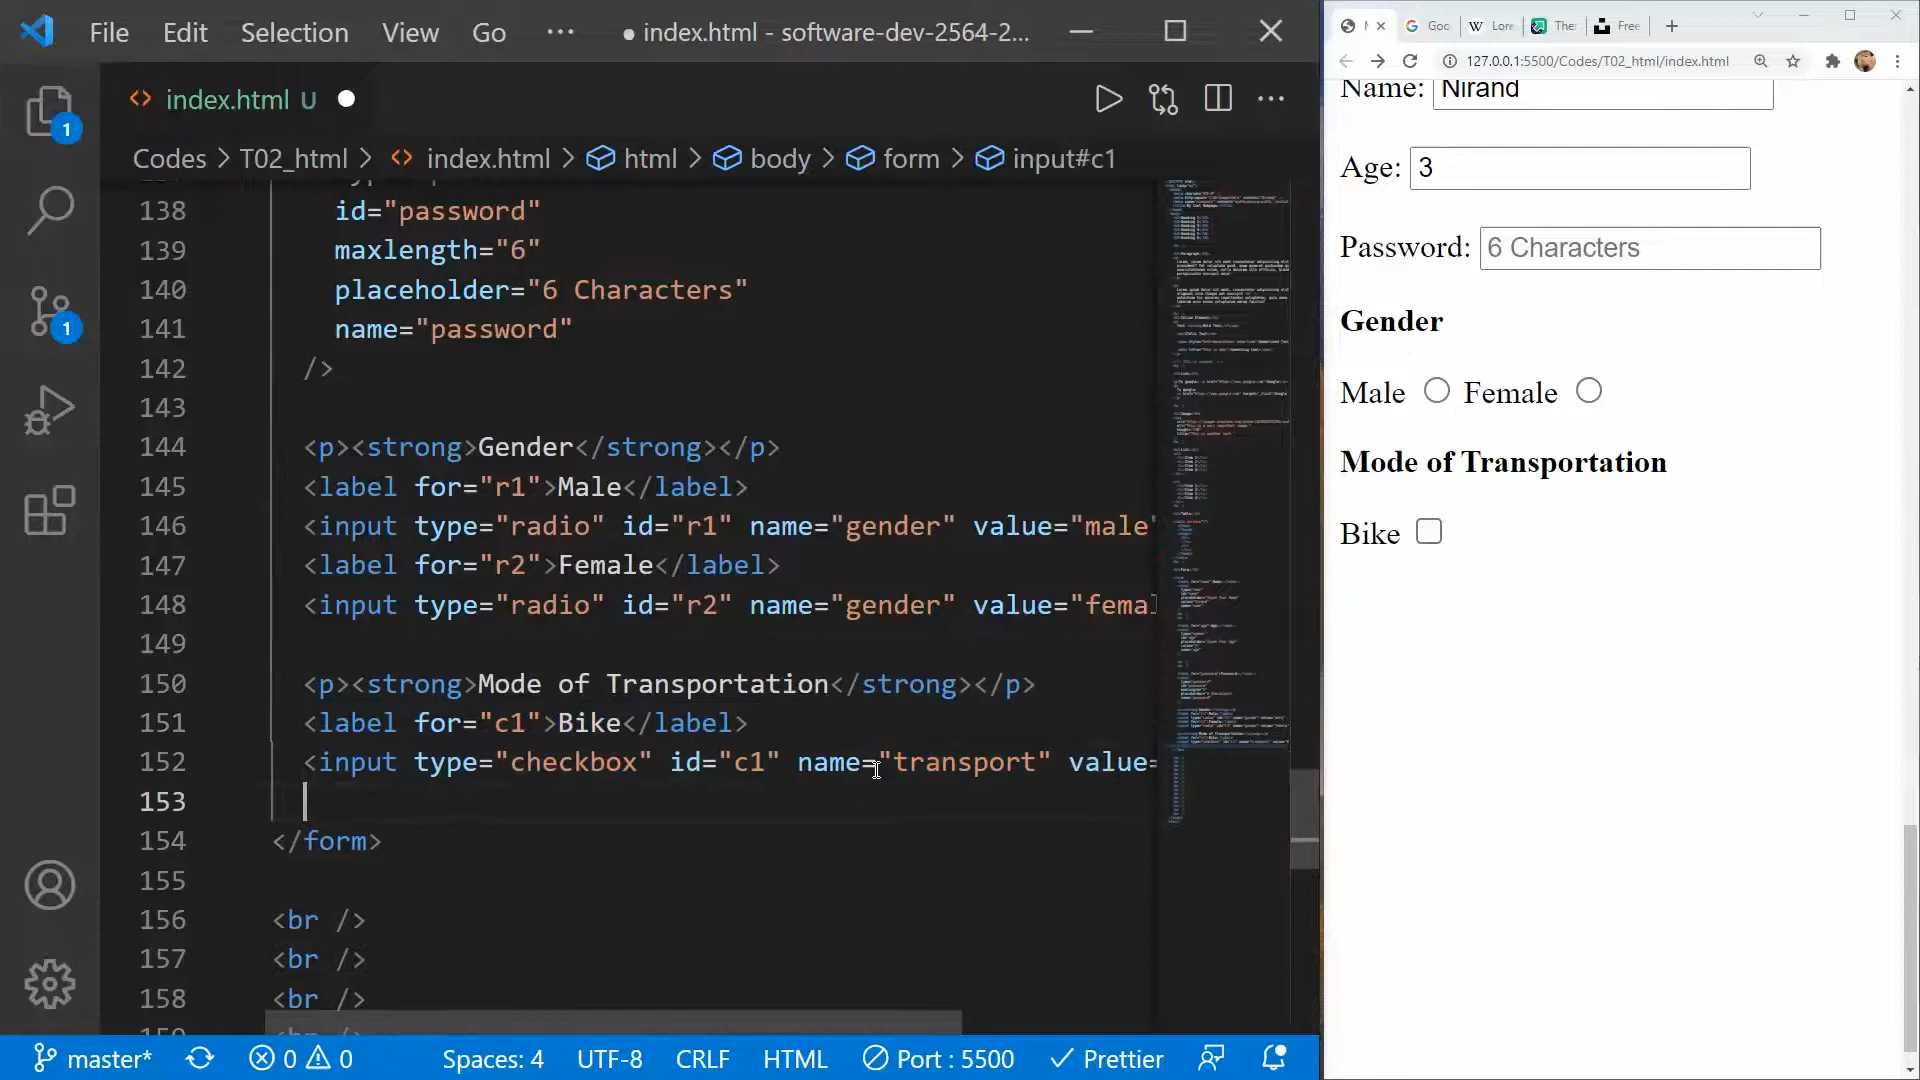 File Edit Selection View Go ··· ● index.html - software-dev-2564-2...
index.html U
Codes > T02_html > index.html > html > body > form > input#c1
138 id="password"
139 maxlength="6"
140 placeholder="6 Characters"
141 name="password"
142 />
143
144 <p><strong>Gender</strong></p>
145 <label for="r1">Male</label>
146 <input type="radio" id="r1" name="gender" value="male"
147 <label for="r2">Female</label>
148 <input type="radio" id="r2" name="gender" value="femal
149
150 <p><strong>Mode of Transportation</strong></p>
151 <label for="c1">Bike</label>
152 <input type="checkbox" id="c1" name="transport" value=
153
154 </form>
155
156 <br />
157 <br />
158 <br />
1
1
master* 0 0 Spaces: 4 UTF-8 CRLF HTML Port : 5500 Prettier
Goo Lore The Free
127.0.0.1:5500/Codes/T02_html/index.html
Name: Nirand
Age: 3
Password: 6 Characters
Gender
Male Female
Mode of Transportation
Bike